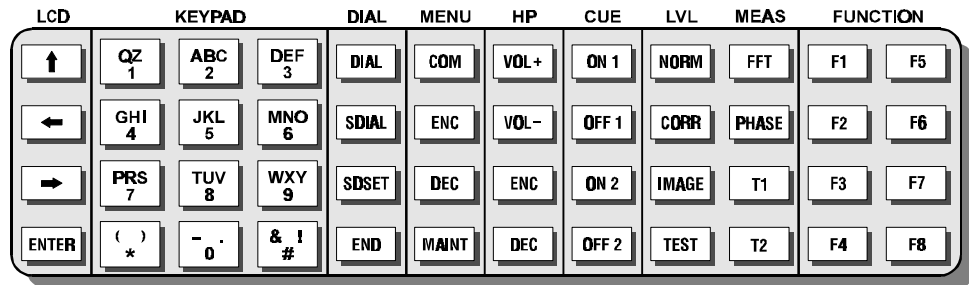 LCD KEYPAD DIAL MENU HP CUE LVL MEAS FUNCTION
↑ QZ ABC DEF DIAL COM VOL+ ON 1 NORM FFT F1 F5
1 2 3
← GHI JKL MNO SDIAL ENC VOL− OFF 1 CORR PHASE F2 F6
4 5 6
→ PRS TUV WXY SDSET DEC ENC ON 2 IMAGE T1 F3 F7
7 8 9
ENTER ( ) – . & ! END MAINT DEC OFF 2 TEST T2 F4 F8
* 0 #